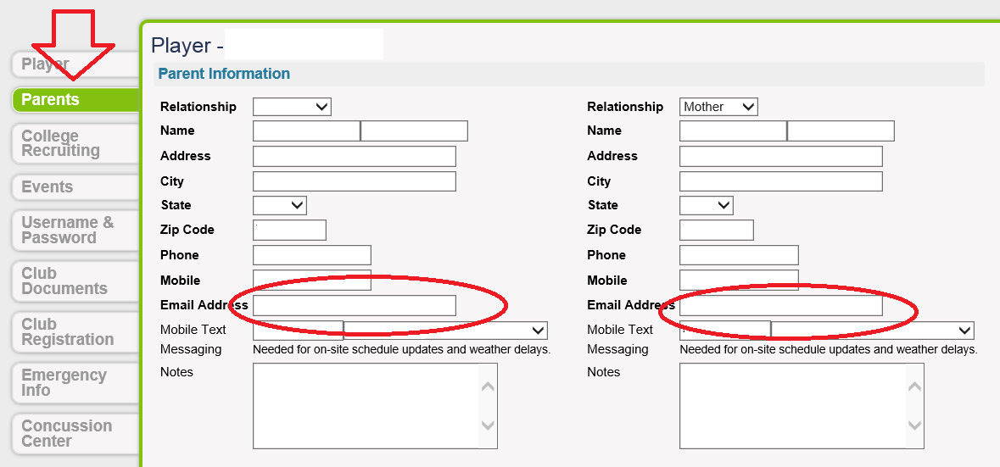 Player
Parents
College
Recruiting
Events
Username &
Password
Club
Documents
Club
Registration
Emergency
Info
Concussion
Center
Player -
Parent Information
Relationship
Name
Address
City
State
Zip Code
Phone
Mobile
Email Address
Mobile Text
Messaging Needed for on-site schedule updates and weather delays.
Notes
Relationship Mother
Name
Address
City
State
Zip Code
Phone
Mobile
Email Address
Mobile Text
Messaging Needed for on-site schedule updates and weather delays.
Notes